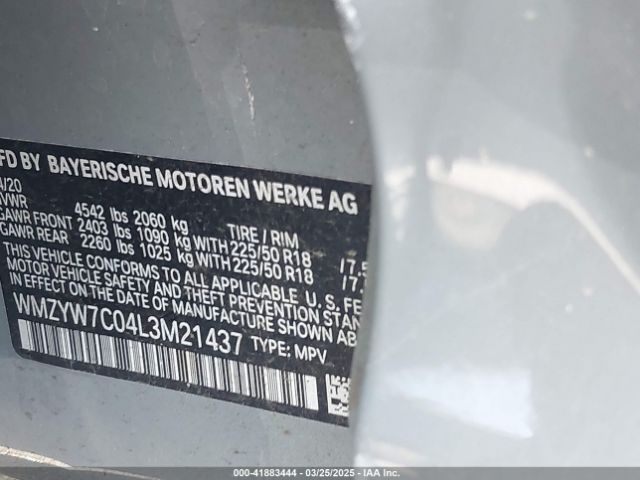 FD BY BAYERISCHE MOTOREN WERKE AG
/20
VWR 4542 lbs 2060 kg TIRE / RIM
GAWR FRONT 2403 lbs 1090 kg WITH 225/50 R18
GAWR REAR 2260 lbs 1025 kg WITH 225/50 R18
THIS VEHICLE CONFORMS TO ALL APPLICABLE U.S. FE
MOTOR VEHICLE SAFETY AND THEFT PREVENTION STAN
IN EFFECT ON THE DATE OF MANUFACTURE SHOWN AB
WMZYW7C04L3M21437 TYPE: MPV
000-41883444 — 03/25/2025 — IAA Inc.